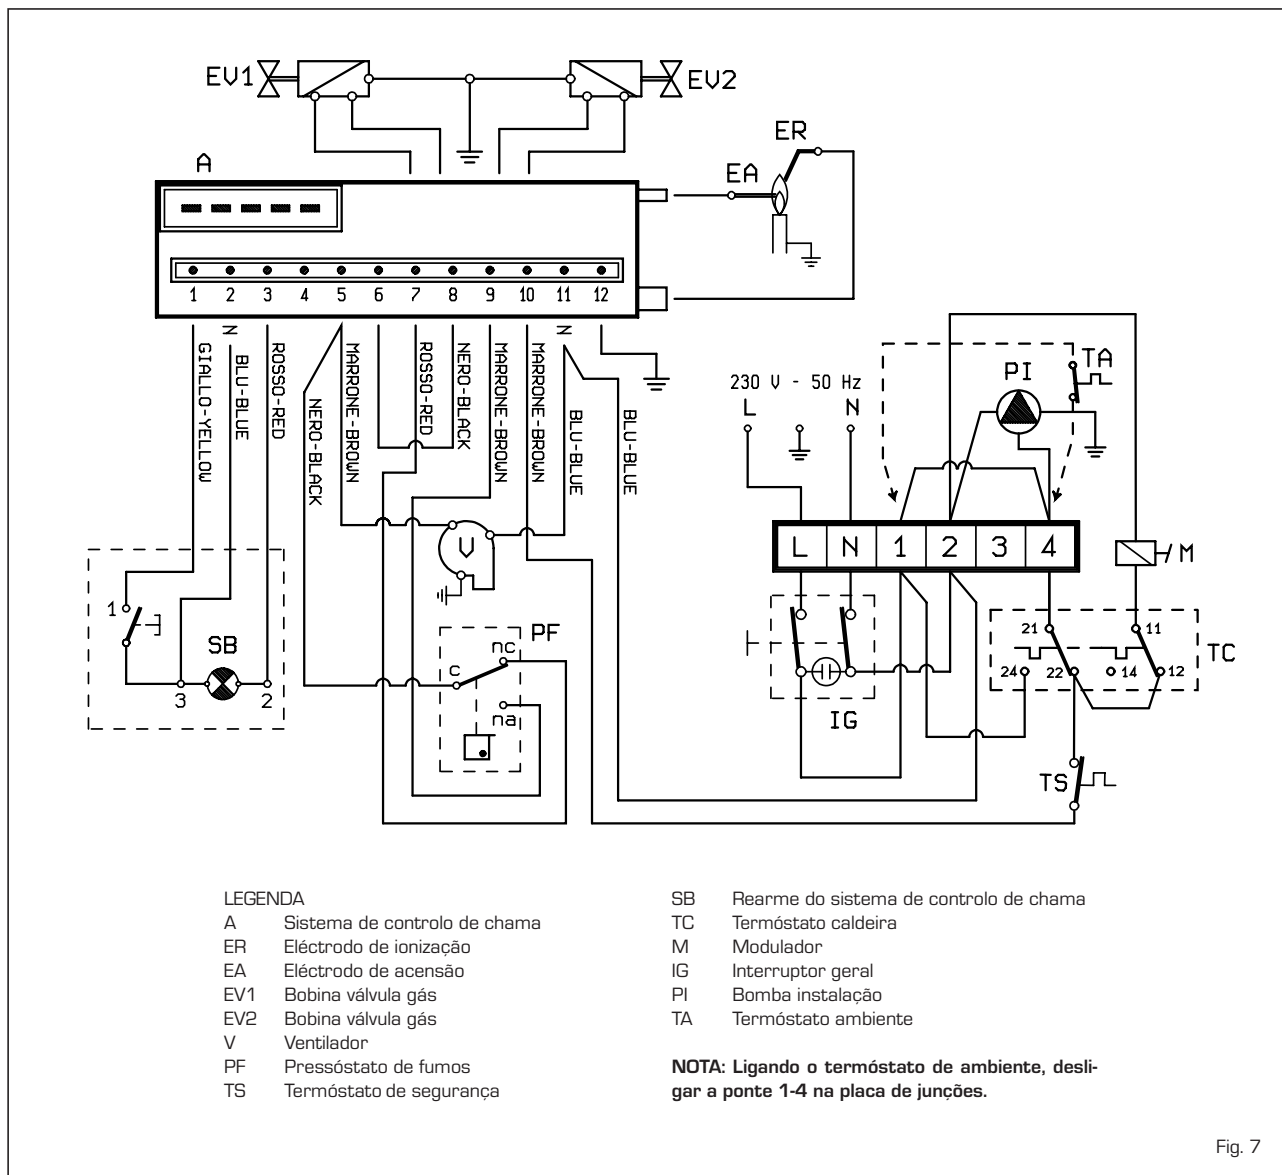 EV1
EV2
A
ER
EA
1 2 3 4 5 6 7 8 9 10 11 12
N
N
GIALLO-YELLOW
BLU-BLUE
ROSSO-RED
NERO-BLACK
MARRONE-BROWN
ROSSO-RED
NERO-BLACK
MARRONE-BROWN
MARRONE-BROWN
BLU-BLUE
BLU-BLUE
230 V - 50 Hz
L N
PI
TA
L N 1 2 3 4
M
V
1
SB
3 2
PF
nc
c
na
IG
21 11
24 22 14 12
TC
TS
LEGENDA
A Sistema de controlo de chama
ER Eléctrodo de ionização
EA Eléctrodo de acensão
EV1 Bobina válvula gás
EV2 Bobina válvula gás
V Ventilador
PF Pressóstato de fumos
TS Termóstato de segurança
SB Rearme do sistema de controlo de chama
TC Termóstato caldeira
M Modulador
IG Interruptor geral
PI Bomba instalação
TA Termóstato ambiente
NOTA: Ligando o termóstato de ambiente, desli-
gar a ponte 1-4 na placa de junções.
Fig. 7